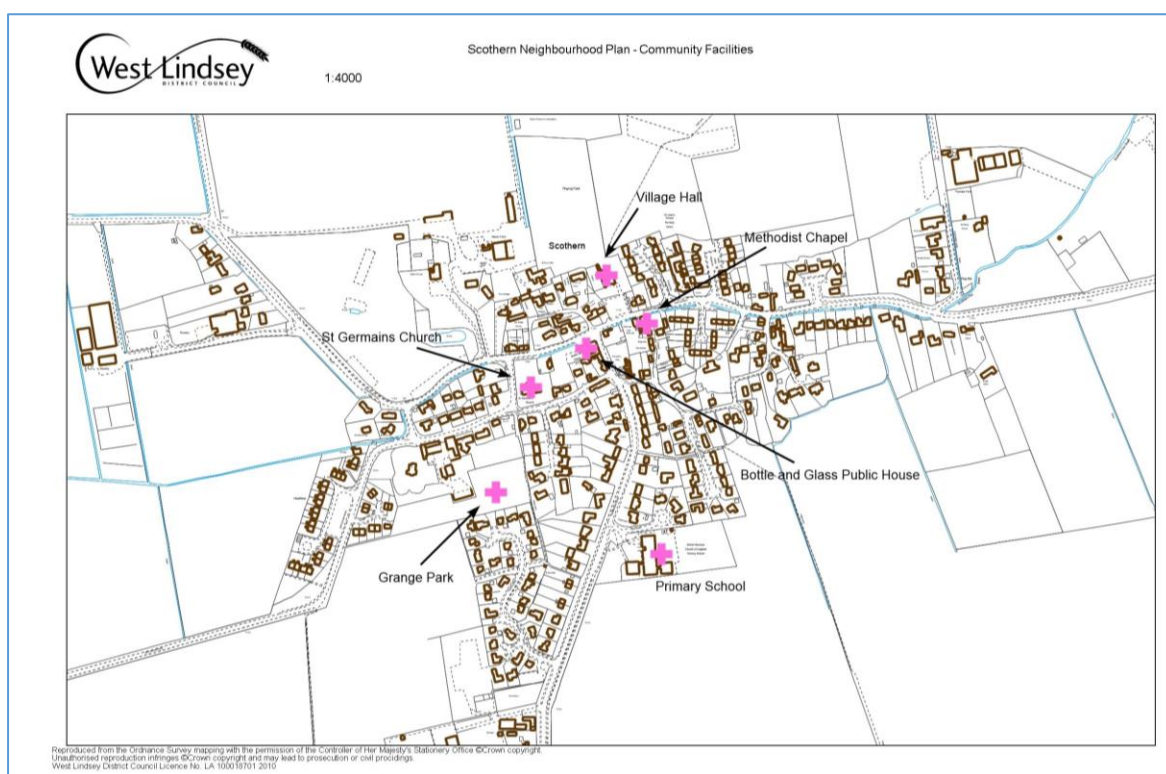 West Lindsey
DISTRICT COUNCIL
Scothern Neighbourhood Plan - Community Facilities
1:4000
Village Hall
Methodist Chapel
Scothern
St Germains Church
Bottle and Glass Public House
Grange Park
Primary School
Reproduced from the Ordnance Survey mapping with the permission of the Controller of Her Majesty's Stationery Office ©Crown copyright.
Unauthorised reproduction infringes ©Crown copyright and may lead to prosecution or civil procidings.
West Lindsey District Council Licence No. LA 100018701 2010